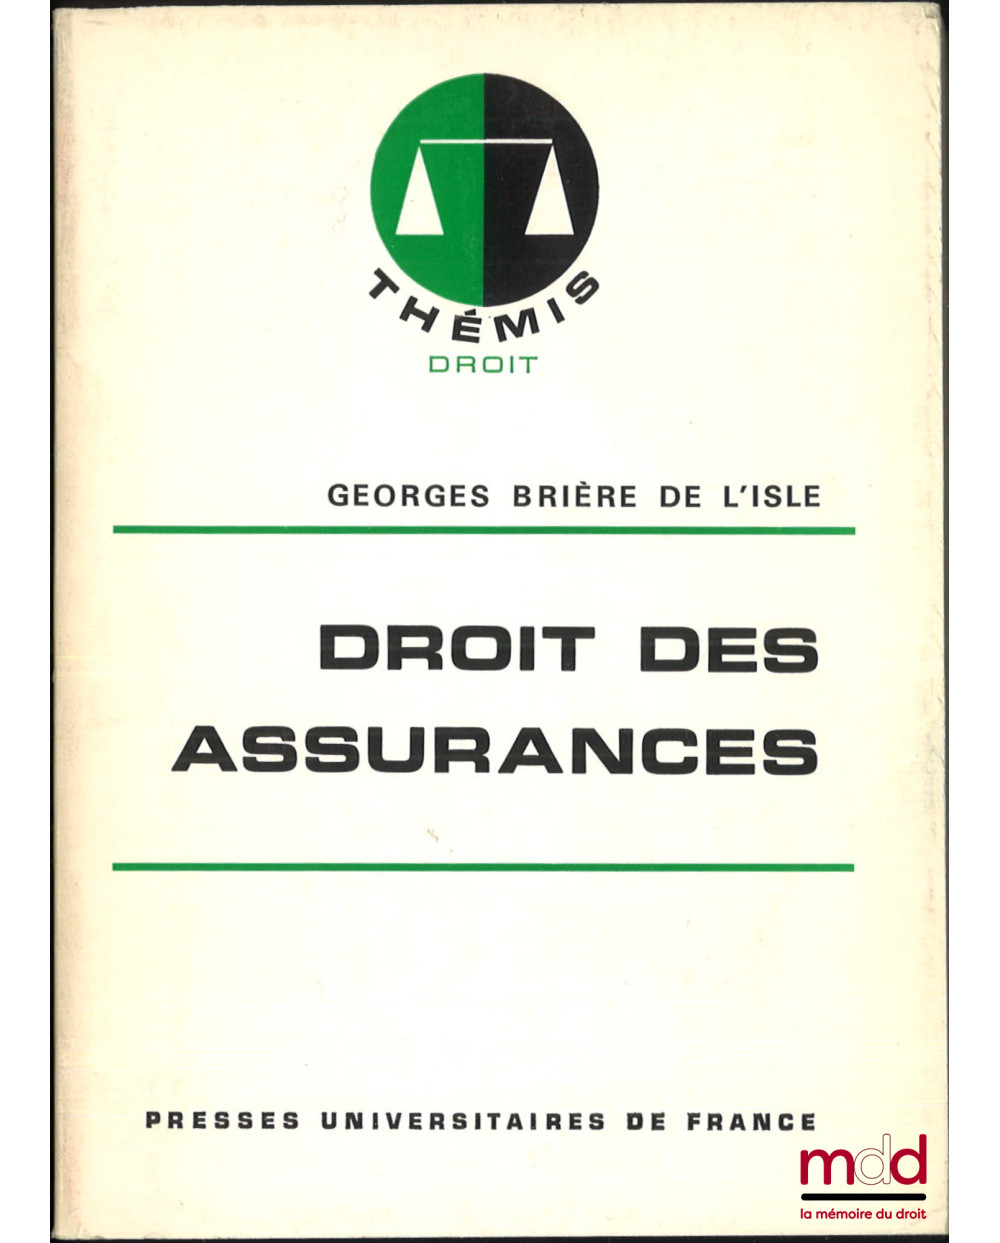 THÉMIS
DROIT
GEORGES BRIÈRE DE L'ISLE
DROIT DES
ASSURANCES
PRESSES UNIVERSITAIRES DE FRANCE
mdd
la mémoire du droit